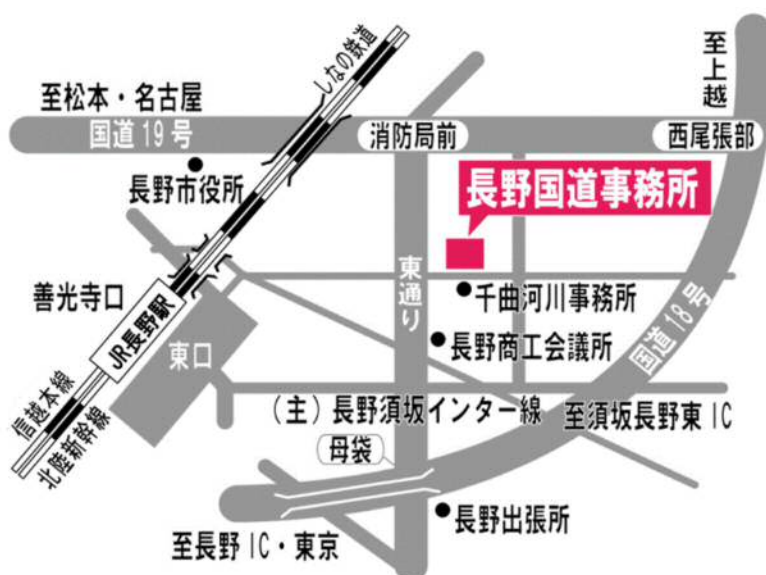 しなの鉄道
至上越
至松本・名古屋
国道19号
消防局前
西尾張部
長野市役所
長野国道事務所
東通り
千曲河川事務所
善光寺口
JR長野駅
国道18号
長野商工会議所
東口
信越本線
北陸新幹線
（主）長野須坂インター線
至須坂長野東IC
母袋
長野出張所
至長野IC・東京